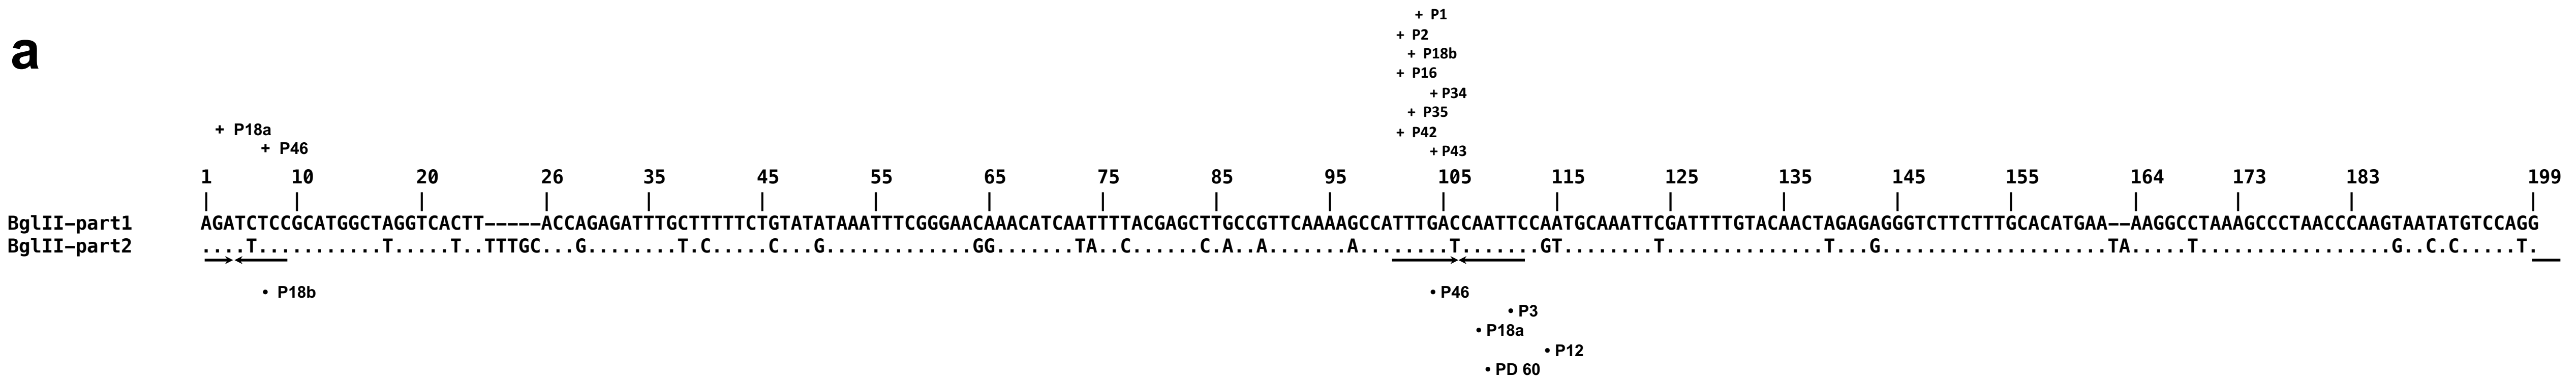 a
+ P1
+ P2
+ P18b
+ P16
+ P34
+ P35
+ P18a + P42
+ P46 + P43
1 10 20 26 35 45 55 65 75 85 95 105 115 125 135 145 155 164 173 183 199
BglII–part1 AGATCTCCGCATGGCTAGGTCACTT-----ACCAGAGATTTGCTTTTTCTGTATATAAATTTCGGGAACAAACATCAATTTTACGAGCTTGCCGTTCAAAAGCCATTTGACCAATTCCAATGCAAATTCGATTTTGTACAACTAGAGAGGGTCTTCTTTGCACATGAA--AAGGCCTAAAGCCCTAACCCAAGTAATATGTCCAGG
BglII–part2 ....T...........T.....T..TTTGC...G........T.C.....C...G.............GG.......TA..C......C.A..A.......A........T.......GT........T..............T...G....................TA.....T.................G..C.C.....T.
• P18b • P46
• P3
• P18a
• P12
• PD 60